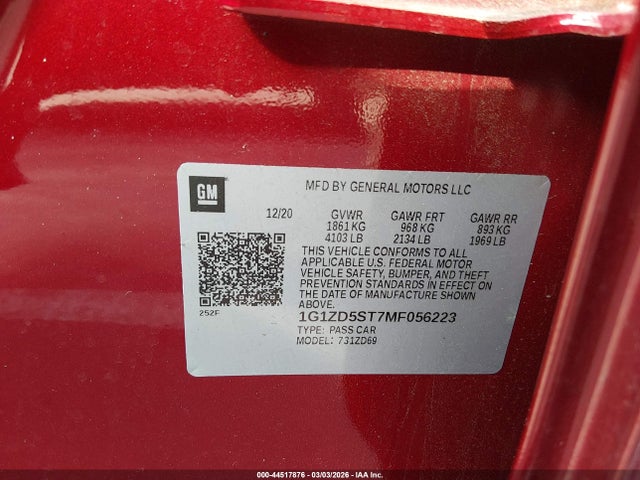 GM
MFD BY GENERAL MOTORS LLC
12/20 GVWR GAWR FRT GAWR RR
1861 KG 968 KG 893 KG
4103 LB 2134 LB 1969 LB
THIS VEHICLE CONFORMS TO ALL
APPLICABLE U.S. FEDERAL MOTOR
VEHICLE SAFETY, BUMPER, AND THEFT
PREVENTION STANDARDS IN EFFECT ON
THE DATE OF MANUFACTURE SHOWN
ABOVE.
252F
1G1ZD5ST7MF056223
TYPE: PASS CAR
MODEL: 731ZD69
000-44517876 | 03/03/2026 | IAA Inc.